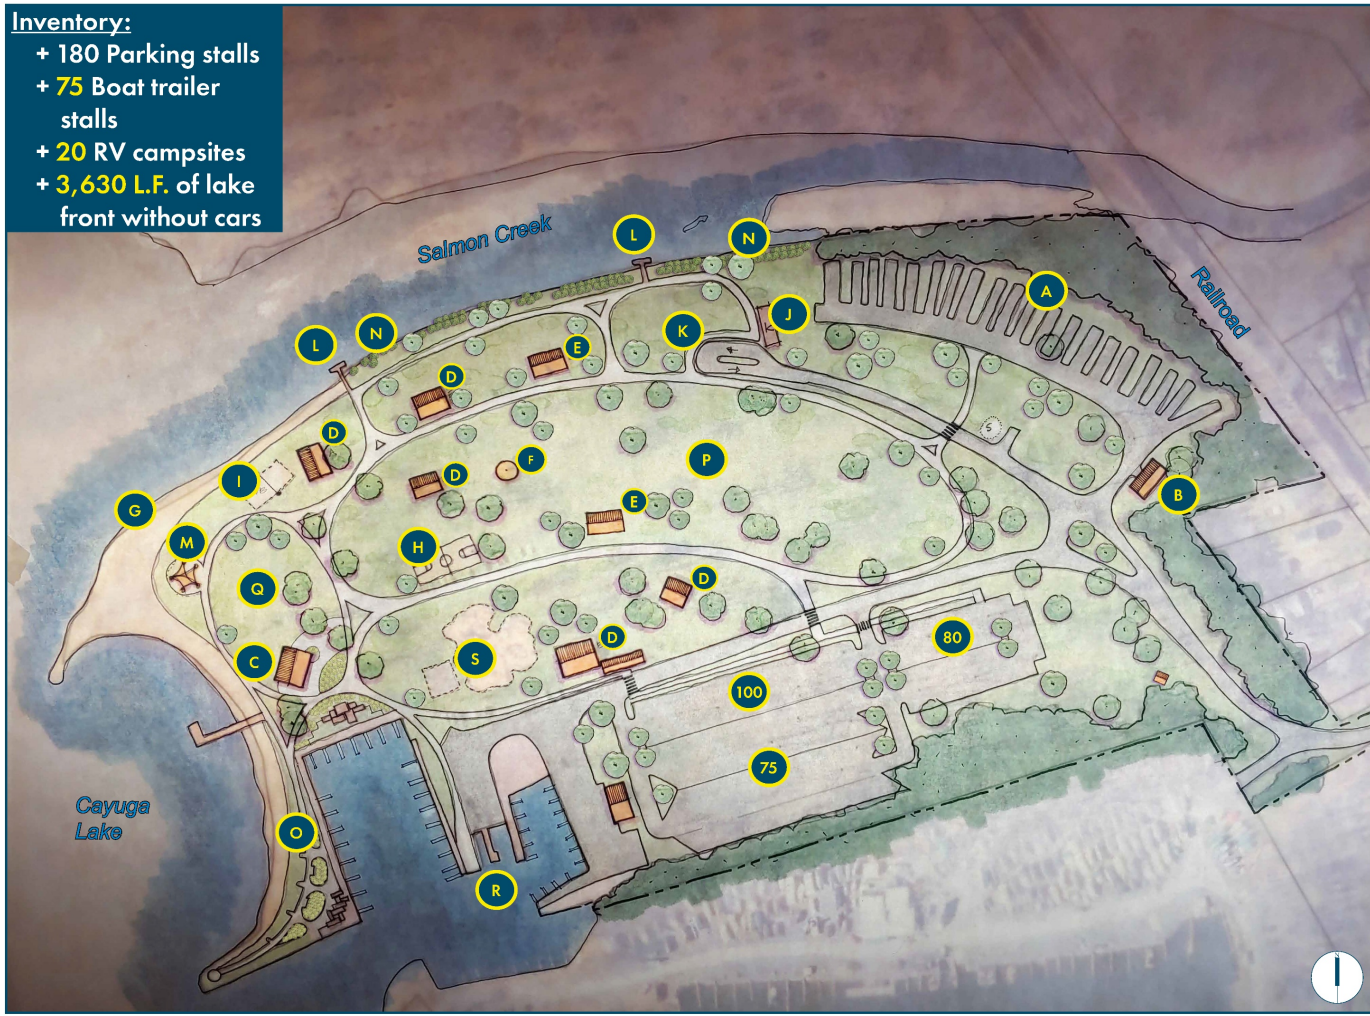 Inventory:
+ 180 Parking stalls
+ 75 Boat trailer
stalls
+ 20 RV campsites
+ 3,630 L.F. of lake
front without cars
Salmon Creek
L
N
Railroad
A
L
N
J
K
E
D
D
I
D
F
P
G
E
B
M
H
Q
D
C
S
D
80
100
75
Cayuga
Lake
O
R
S
N